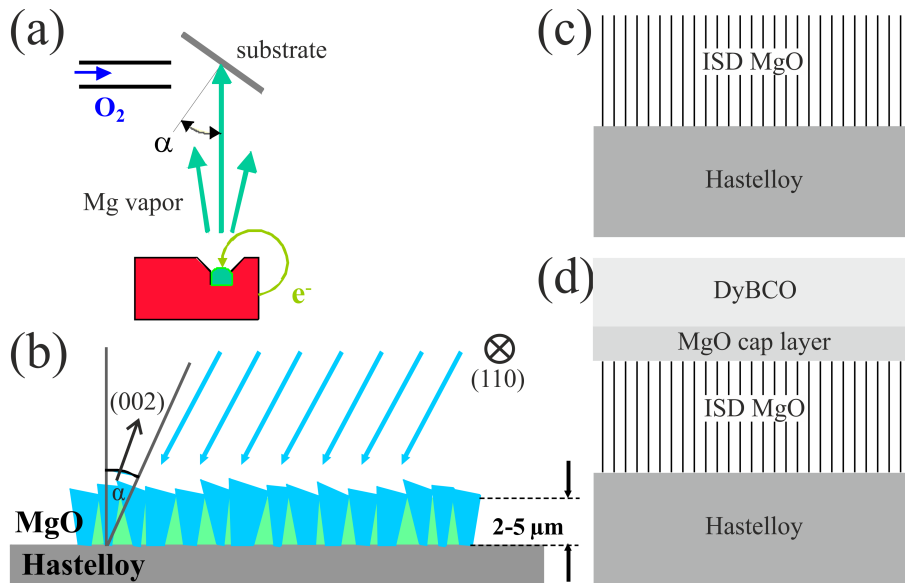 (a)
substrate
O₂
α
Mg vapor
e⁻
(b)
(110)
(002)
α
MgO
2-5 μm
Hastelloy
(c)
ISD MgO
Hastelloy
(d)
DyBCO
MgO cap layer
ISD MgO
Hastelloy